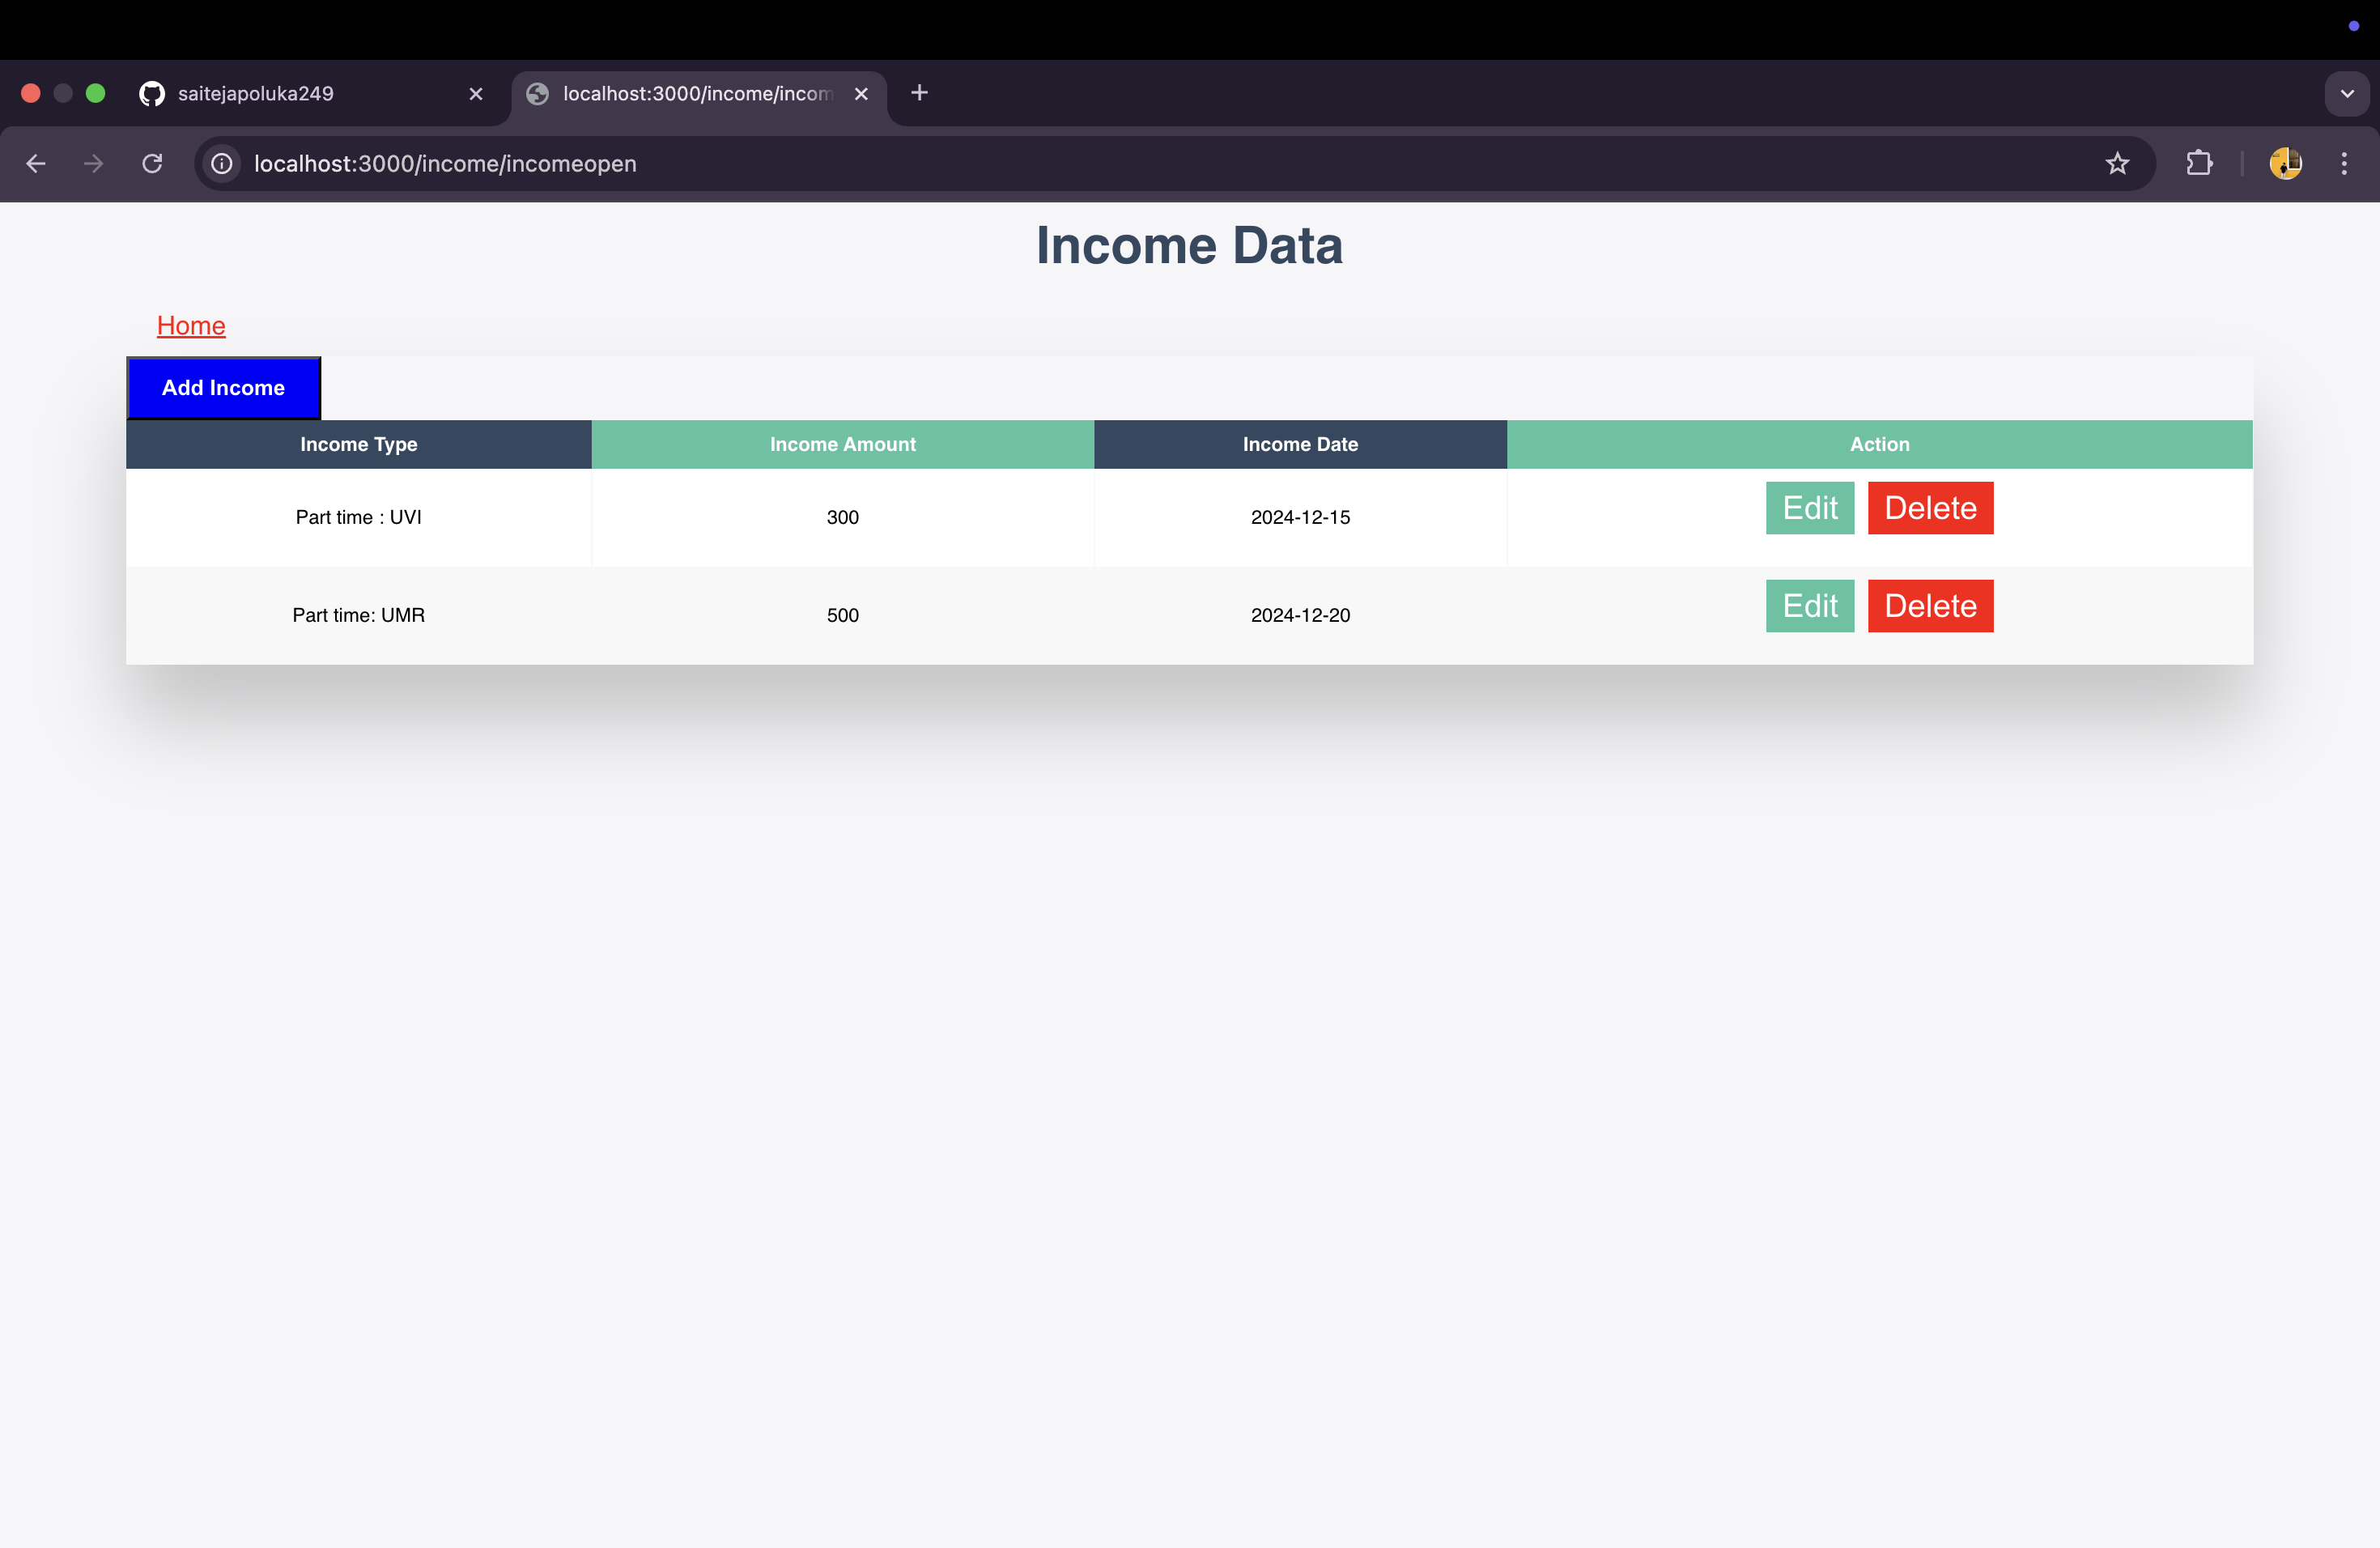 saitejapoluka249
localhost:3000/income/incom
localhost:3000/income/incomeopen
Income Data
Home
Add Income
Income Type Income Amount Income Date Action
Part time : UVI 300 2024-12-15 Edit Delete
Part time: UMR 500 2024-12-20 Edit Delete